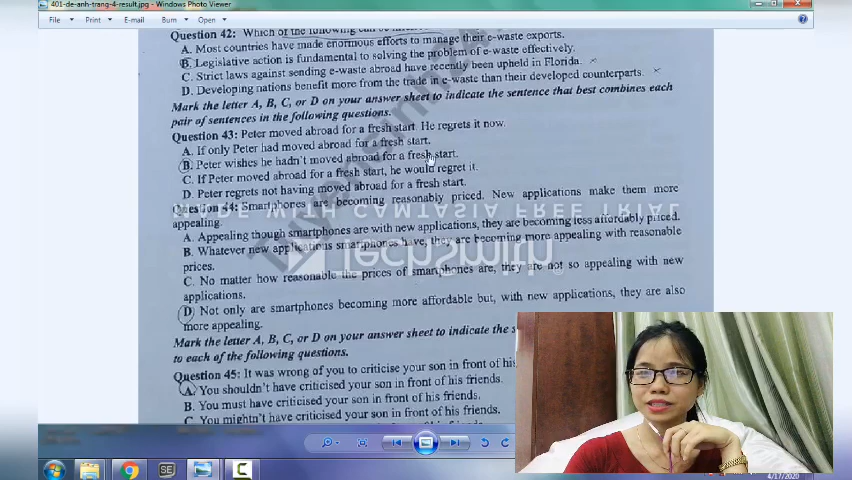 401-de-anh-trang-4-result.jpg - Windows Photo Viewer
File Print E-mail Burn Open
Question 42: Which of the following can be
A. Most countries have made enormous efforts to manage their e-waste exports.
B. Legislative action is fundamental to solving the problem of e-waste effectively.
C. Strict laws against sending e-waste abroad have recently been upheld in Florida.
D. Developing nations benefit more from the trade in e-waste than their developed counterparts.
Mark the letter A, B, C, or D on your answer sheet to indicate the sentence that best combines each
pair of sentences in the following questions.
Question 43: Peter moved abroad for a fresh start. He regrets it now.
A. If only Peter had moved abroad for a fresh start.
B. Peter wishes he hadn't moved abroad for a fresh start.
C. If Peter moved abroad for a fresh start, he would regret it.
D. Peter regrets not having moved abroad for a fresh start.
Question 44: Smartphones are becoming reasonably priced. New applications make them more
appealing.
MADE WITH CAMTASIA FREE TRIAL
A. Appealing though smartphones are with new applications, they are becoming less affordably priced.
B. Whatever new applications smartphones have, they are becoming more appealing with reasonable
prices.
TechSmith
C. No matter how reasonable the prices of smartphones are, they are not so appealing with new
applications.
D. Not only are smartphones becoming more affordable but, with new applications, they are also
more appealing.
Mark the letter A, B, C, or D on your answer sheet to indicate the
to each of the following questions.
Question 45: It was wrong of you to criticise your son in front of his
A. You shouldn't have criticised your son in front of his friends.
B. You must have criticised your son in front of his friends.
C. You mightn't have criticised your son in front of his friends.
SE
C
4/17/2020